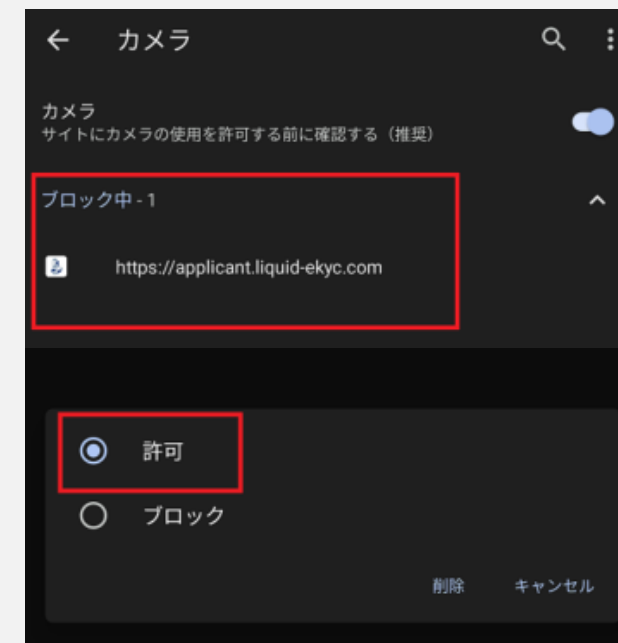 カメラ
カメラ
サイトにカメラの使用を許可する前に確認する（推奨）
ブロック中 - 1
https://applicant.liquid-ekyc.com
許可
ブロック
削除 キャンセル